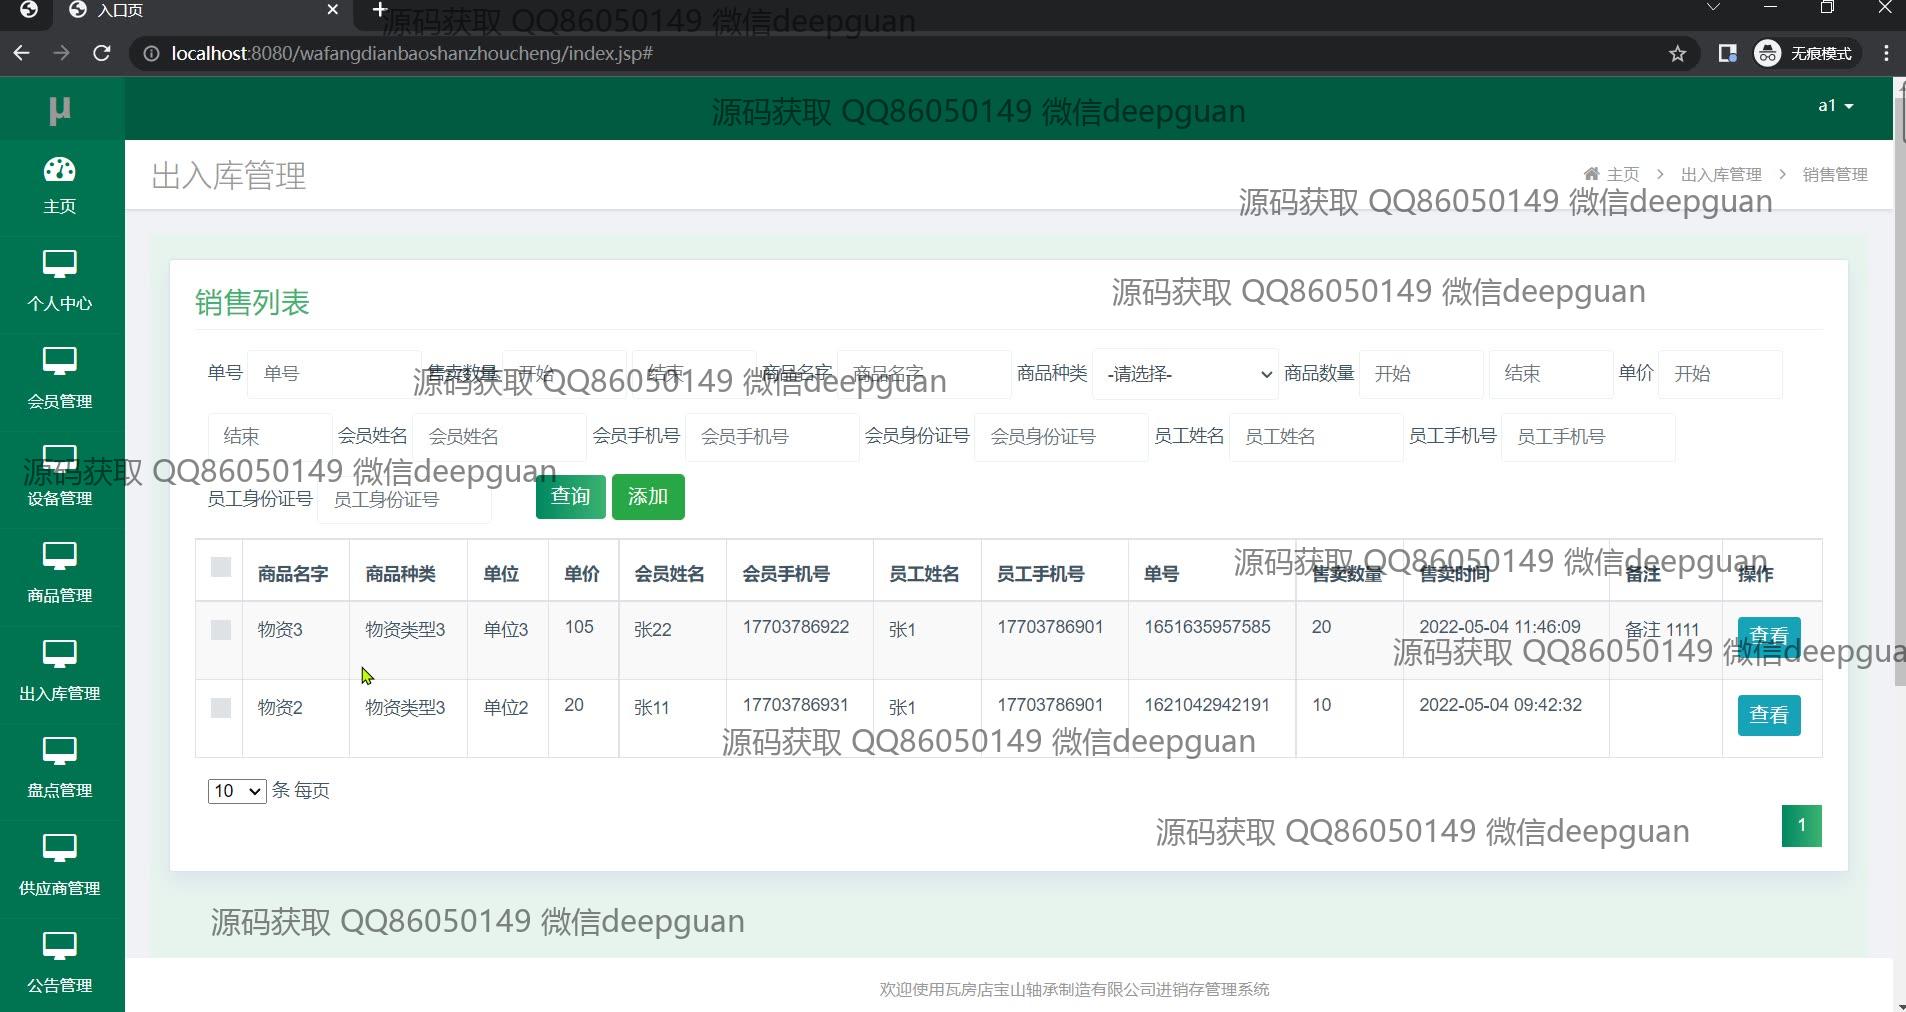 入口页
源码获取 QQ86050149 微信deepguan
localhost:8080/wafangdianbaoshanzhoucheng/index.jsp#
无痕模式
μ
源码获取 QQ86050149 微信deepguan
a1
主页
个人中心
会员管理
设备管理
商品管理
出入库管理
盘点管理
供应商管理
公告管理
出入库管理
主页 > 出入库管理 > 销售管理
源码获取 QQ86050149 微信deepguan
销售列表
源码获取 QQ86050149 微信deepguan
单号 单号 售卖数量 开始 结束 商品名字 商品名字 商品种类 -请选择- 商品数量 开始 结束 单价 开始
源码获取 QQ86050149 微信deepguan
结束 会员姓名 会员姓名 会员手机号 会员手机号 会员身份证号 会员身份证号 员工姓名 员工姓名 员工手机号 员工手机号
源码获取 QQ86050149 微信deepguan
员工身份证号 员工身份证号 查询 添加
源码获取 QQ86050149 微信deepguan
商品名字 商品种类 单位 单价 会员姓名 会员手机号 员工姓名 员工手机号 单号 售卖数量 售卖时间 备注 操作
物资3 物资类型3 单位3 105 张22 17703786922 张1 17703786901 1651635957585 20 2022-05-04 11:46:09 备注 1111 查看
源码获取 QQ86050149 微信deepgua
物资2 物资类型3 单位2 20 张11 17703786931 张1 17703786901 1621042942191 10 2022-05-04 09:42:32 查看
源码获取 QQ86050149 微信deepguan
10 条 每页
1
源码获取 QQ86050149 微信deepguan
源码获取 QQ86050149 微信deepguan
欢迎使用瓦房店宝山轴承制造有限公司进销存管理系统